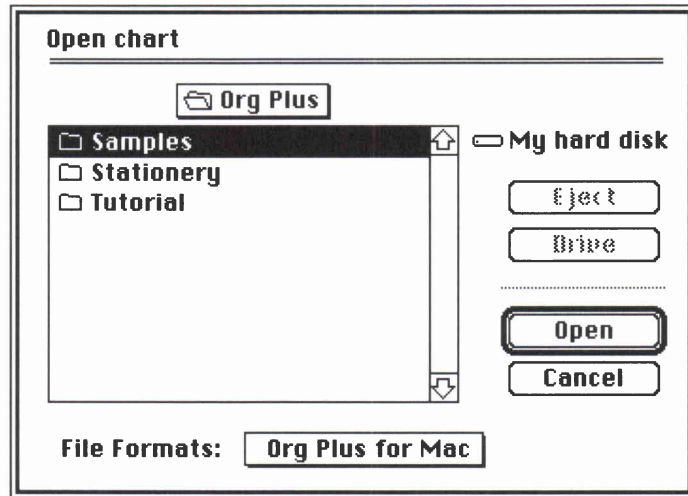 Open chart
Org Plus
Samples
Stationery
Tutorial
My hard disk
Eject
Drive
Open
Cancel
File Formats: Org Plus for Mac